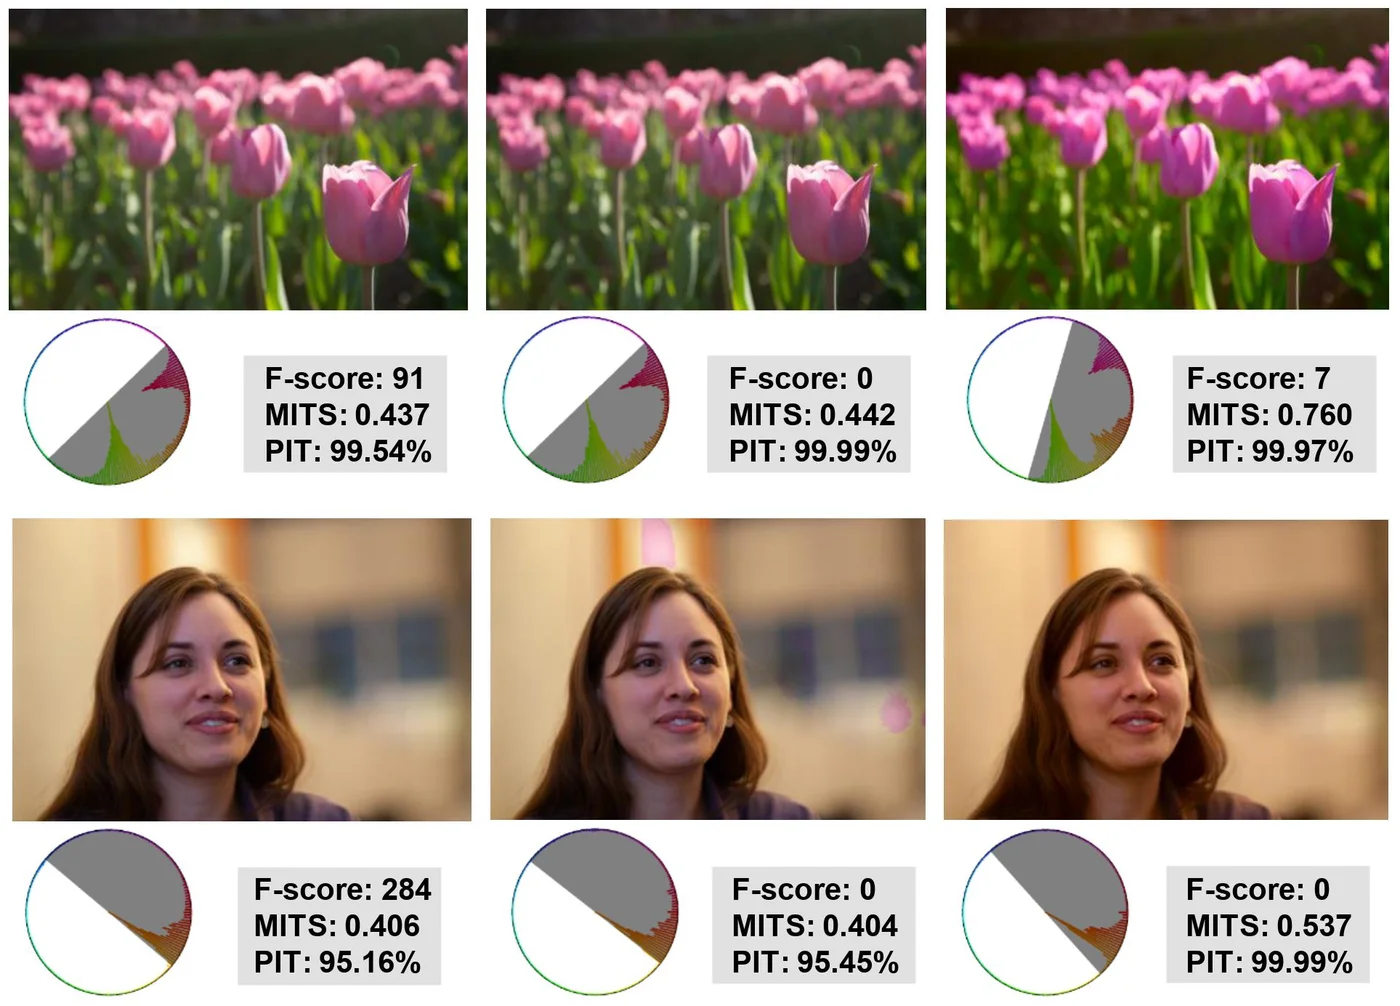 F-score: 91
MITS: 0.437
PIT: 99.54%
F-score: 0
MITS: 0.442
PIT: 99.99%
F-score: 7
MITS: 0.760
PIT: 99.97%
F-score: 284
MITS: 0.406
PIT: 95.16%
F-score: 0
MITS: 0.404
PIT: 95.45%
F-score: 0
MITS: 0.537
PIT: 99.99%